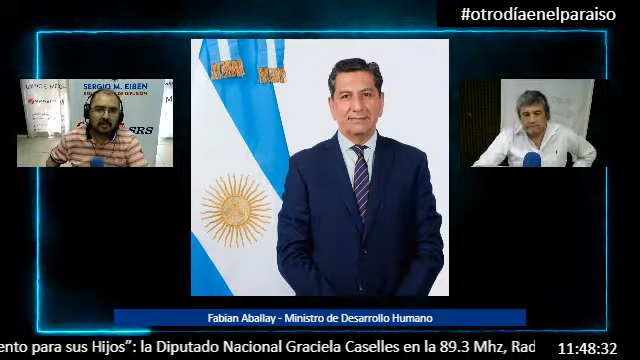 #otrodíaenelparaiso
SERGIO M. EIBEN
SRS
Fabian Aballay - Ministro de Desarrollo Humano
ento para sus Hijos”: la Diputado Nacional Graciela Caselles en la 89.3 Mhz, Rad
11:48:32